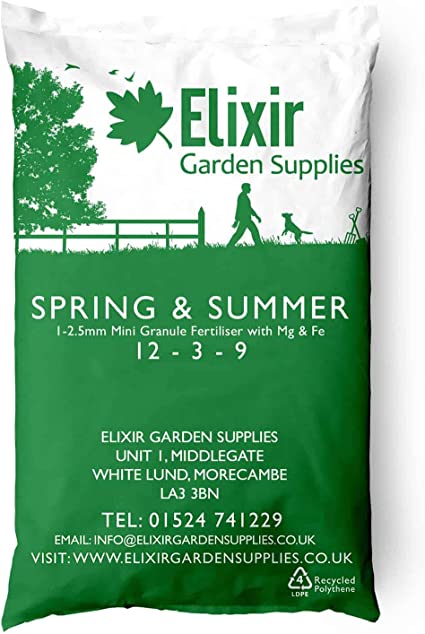 Elixir
Garden Supplies
SPRING & SUMMER
1-2.5mm Mini Granule Fertiliser with Mg & Fe
12 - 3 - 9
ELIXIR GARDEN SUPPLIES
UNIT 1, MIDDLEGATE
WHITE LUND, MORECAMBE
LA3 3BN
TEL: 01524 741229
EMAIL: INFO@ELIXIRGARDENSUPPLIES.CO.UK
VISIT: WWW.ELIXIRGARDENSUPPLIES.CO.UK
4
LDPE
Recycled
Polythene